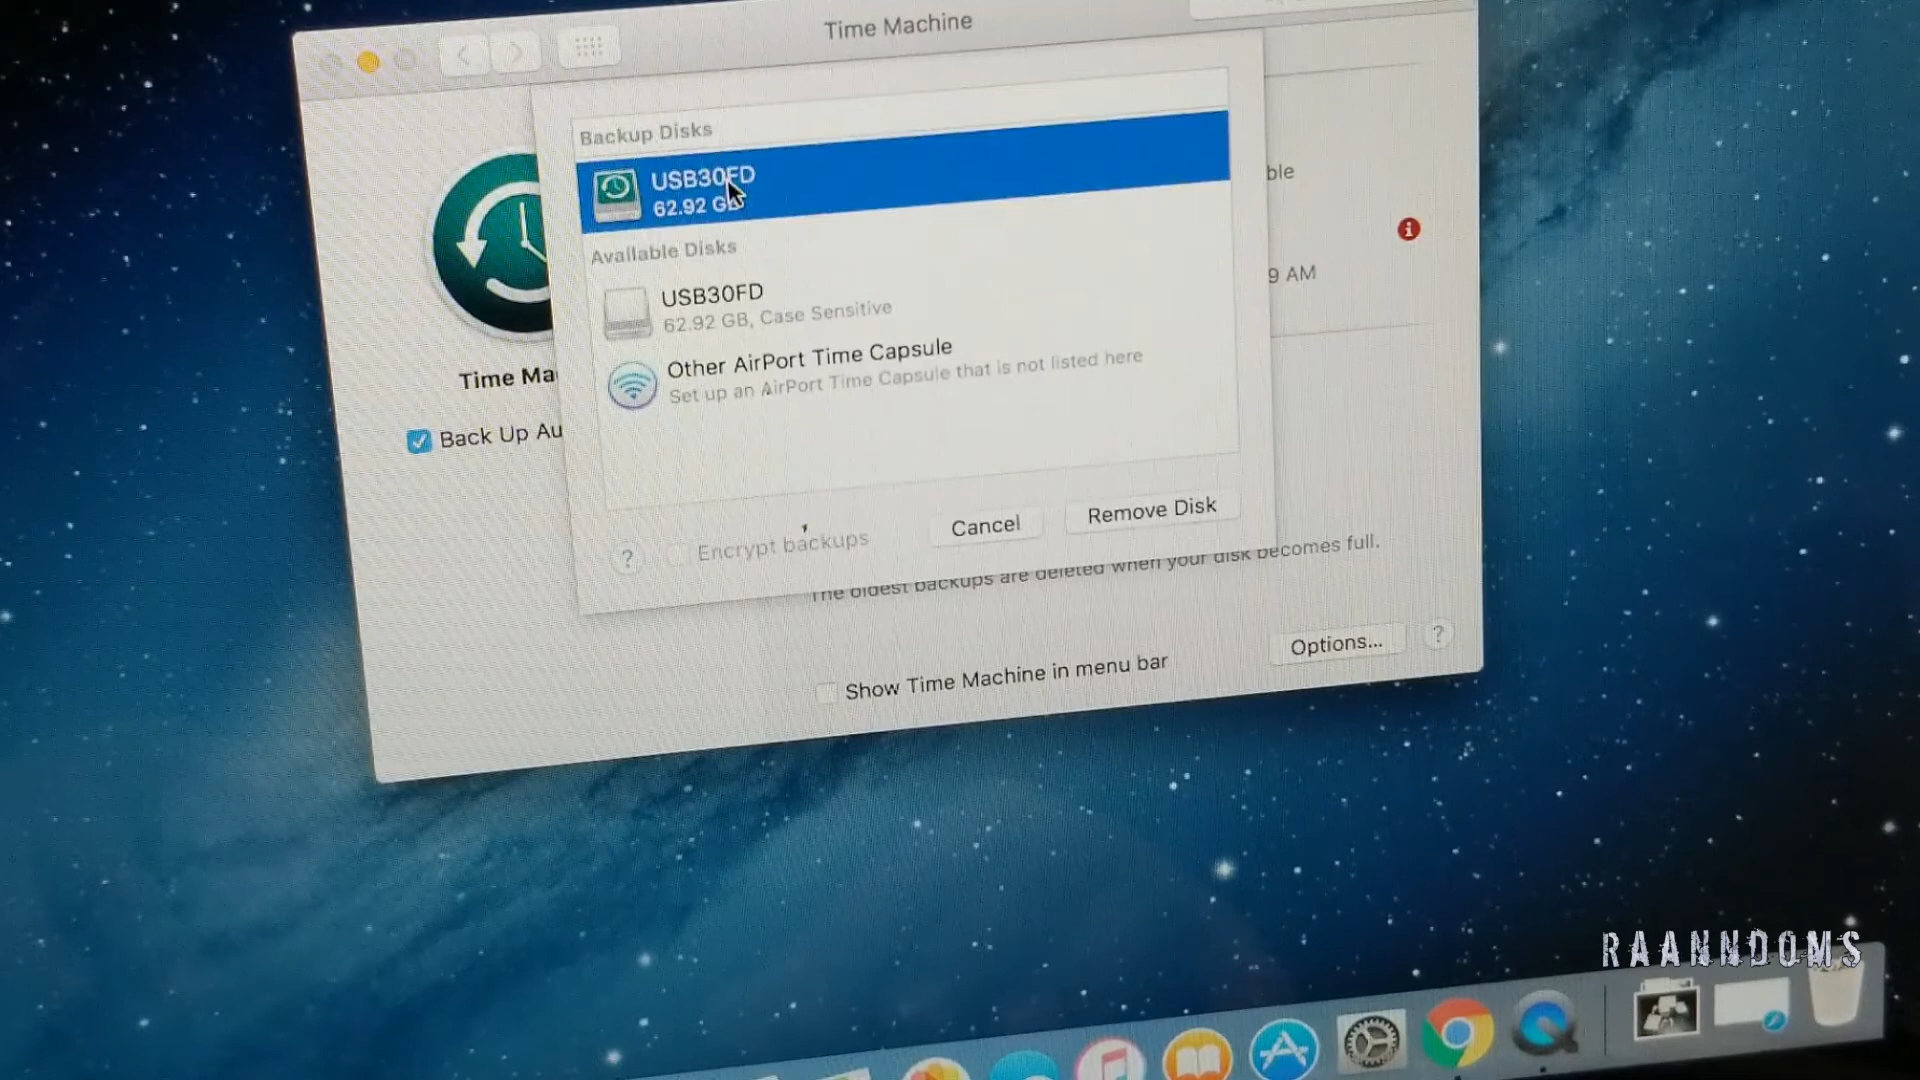 Time Machine
Backup Disks
USB30FD
62.92 GB
ble
Available Disks
USB30FD
62.92 GB, Case Sensitive
9 AM
Other AirPort Time Capsule
Set up an AirPort Time Capsule that is not listed here
Time Ma
Back Up Au
? Encrypt backups
Cancel
Remove Disk
The oldest backups are deleted when your disk becomes full.
Show Time Machine in menu bar
Options...
?
RAANNDOMS